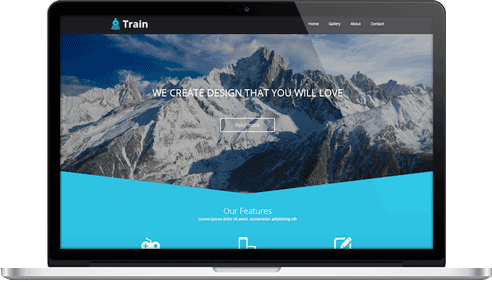 Train
Home Gallery About Contact
WE CREATE DESIGN THAT YOU WILL LOVE
Read More
Our Features
Lorem ipsum dolor sit amet, consectetur adipisicing elit